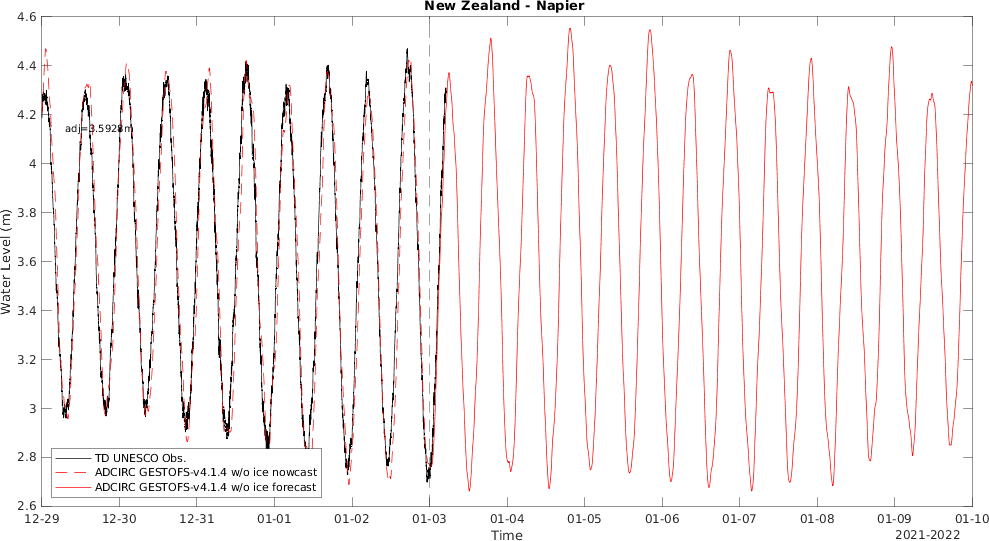 New Zealand - Napier
4.6
4.4
4.2
4
3.8
3.6
3.4
3.2
3
2.8
2.6
Water Level (m)
adj=3.5928m
TD UNESCO Obs.
ADCIRC GESTOFS-v4.1.4 w/o ice nowcast
ADCIRC GESTOFS-v4.1.4 w/o ice forecast
12-29 12-30 12-31 01-01 01-02 01-03 01-04 01-05 01-06 01-07 01-08 01-09 01-10
Time
2021-2022